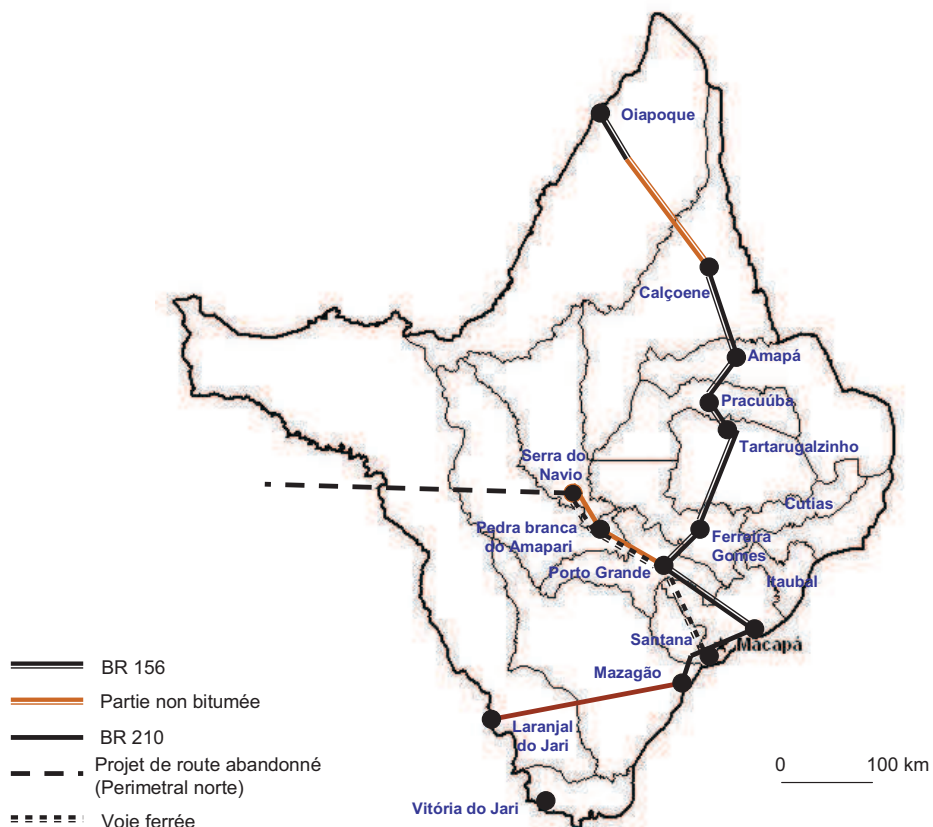 Oiapoque
Calçoene
Amapá
Pracuúba
Tartarugalzinho
Serra do
Navio
Cutias
Pedra branca
do Amapari
Ferreira
Gomes
Porto Grande
Itaubal
Santana
Macapá
Mazagão
Laranjal
do Jari
Vitória do Jari
BR 156
Partie non bitumée
BR 210
Projet de route abandonné
(Perimetral norte)
Voie ferrée
0 100 km